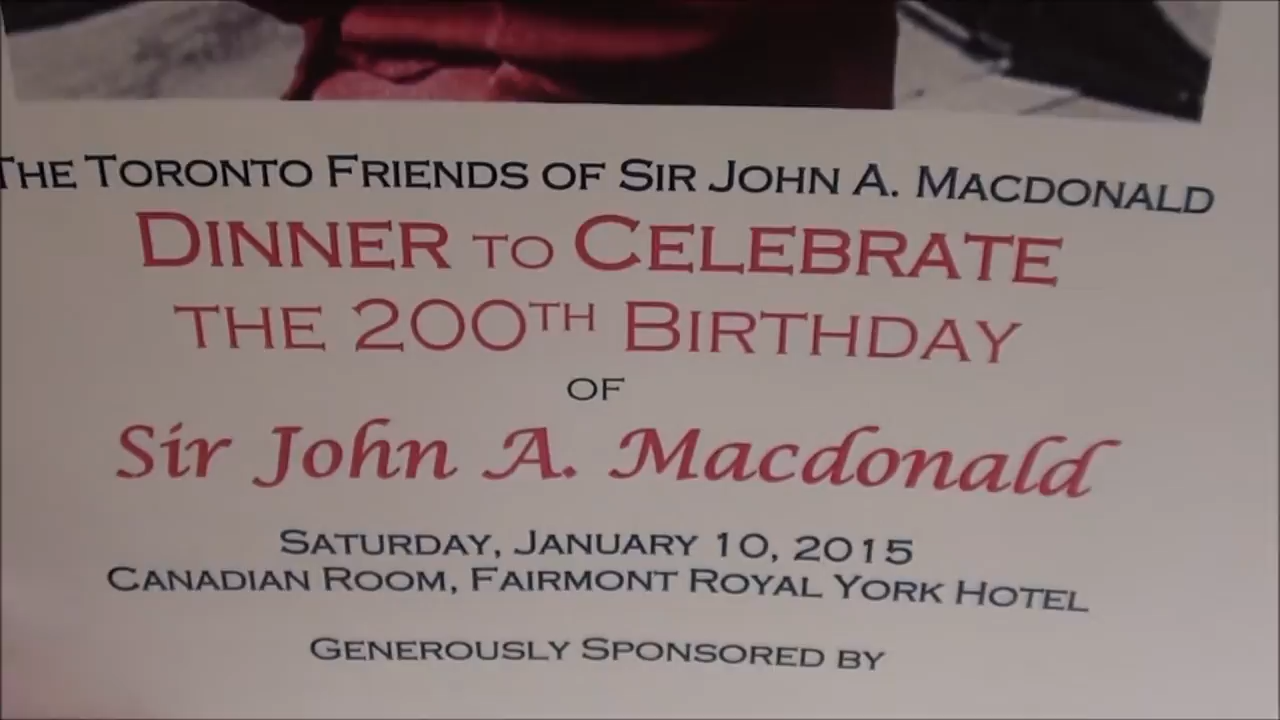 THE TORONTO FRIENDS OF SIR JOHN A. MACDONALD
DINNER TO CELEBRATE
THE 200TH BIRTHDAY
OF
Sir John A. Macdonald
SATURDAY, JANUARY 10, 2015
CANADIAN ROOM, FAIRMONT ROYAL YORK HOTEL
GENEROUSLY SPONSORED BY